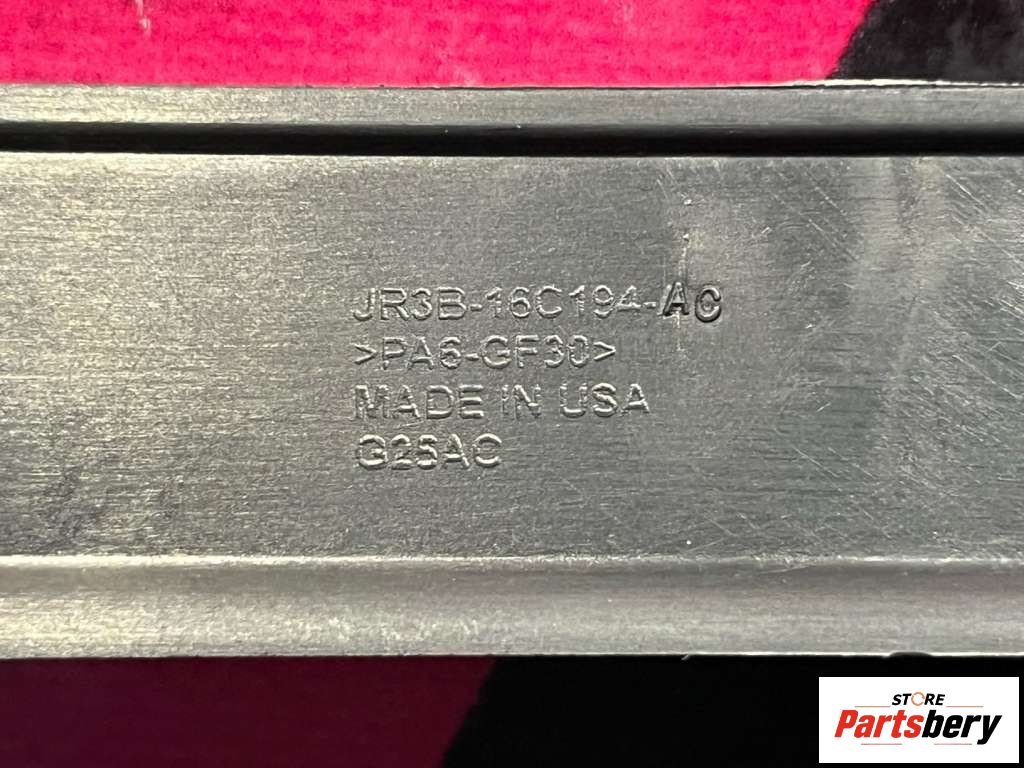 JR3B-16C194-AC
>PA6-GF30>
MADE IN USA
G25AC
STORE
Partsbery